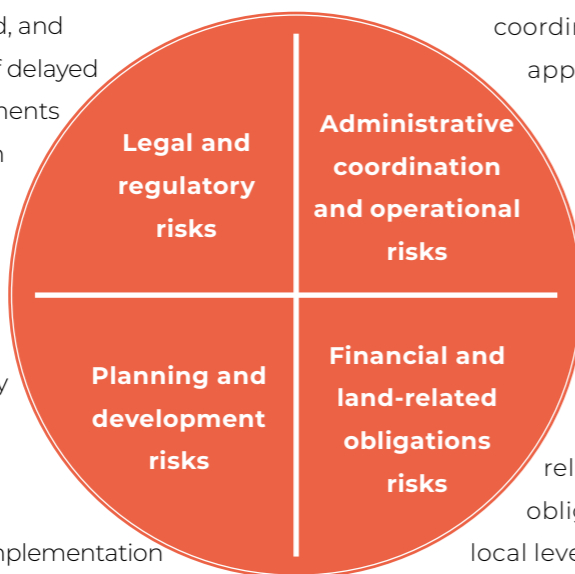 d, and
delayed
Legal and
regulatory
risks
coordin
app
Administrative
coordination
and operational
risks
Planning and
development
risks
Financial and
land-related
obligations
risks
rel
oblig
local leve
mplementation